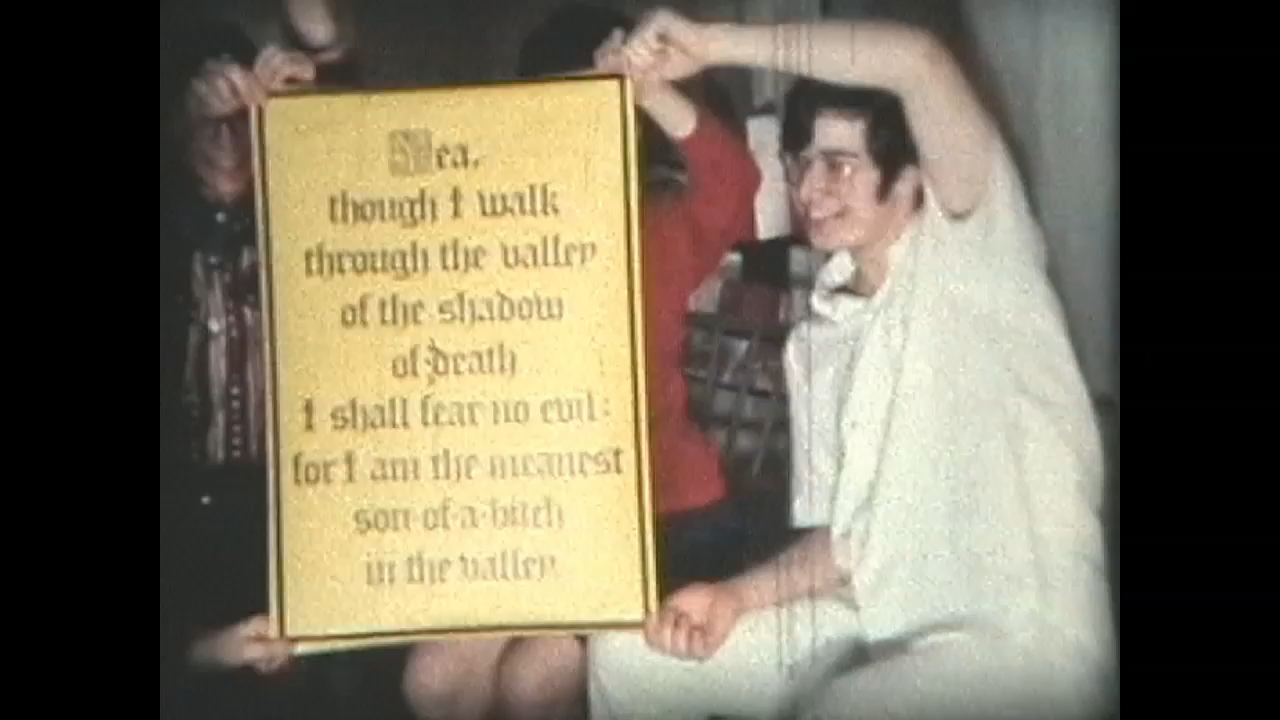 Yea,
though I walk
through the valley
of the shadow
of death
I shall fear no evil:
for I am the meanest
son-of-a-bitch
in the valley.